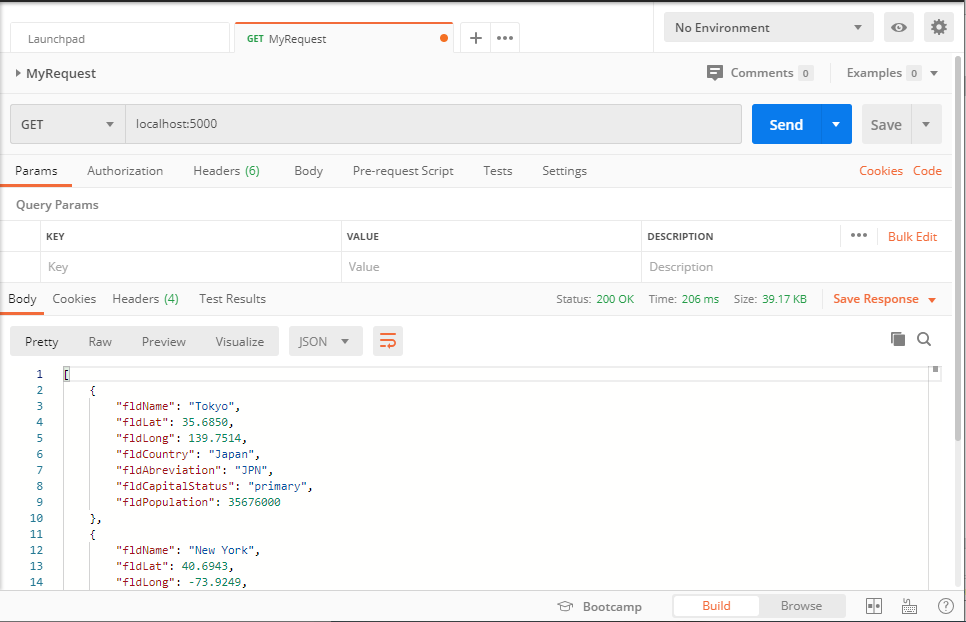 Launchpad GET MyRequest No Environment
MyRequest Comments 0 Examples 0
GET localhost:5000 Send Save
Params Authorization Headers (6) Body Pre-request Script Tests Settings Cookies Code
Query Params
KEY VALUE DESCRIPTION Bulk Edit
Key Value Description
Body Cookies Headers (4) Test Results Status: 200 OK Time: 206 ms Size: 39.17 KB Save Response
Pretty Raw Preview Visualize JSON
1 [
2 {
3 "fldName": "Tokyo",
4 "fldLat": 35.6850,
5 "fldLong": 139.7514,
6 "fldCountry": "Japan",
7 "fldAbreviation": "JPN",
8 "fldCapitalStatus": "primary",
9 "fldPopulation": 35676000
10 },
11 {
12 "fldName": "New York",
13 "fldLat": 40.6943,
14 "fldLong": -73.9249,
Bootcamp Build Browse